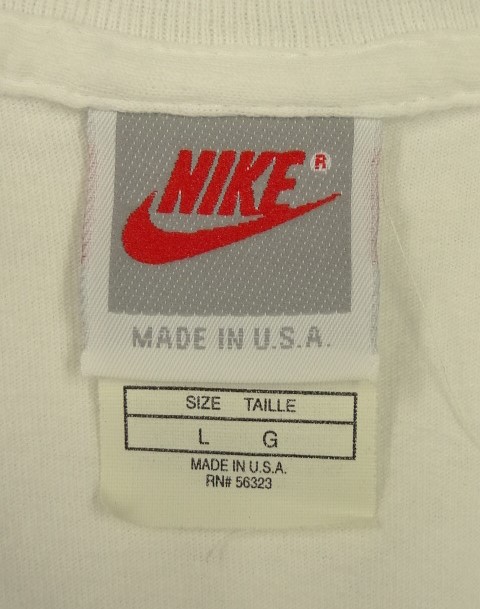 NIKE ®
MADE IN U.S.A.
SIZE TAILLE
L G
MADE IN U.S.A.
RN# 56323